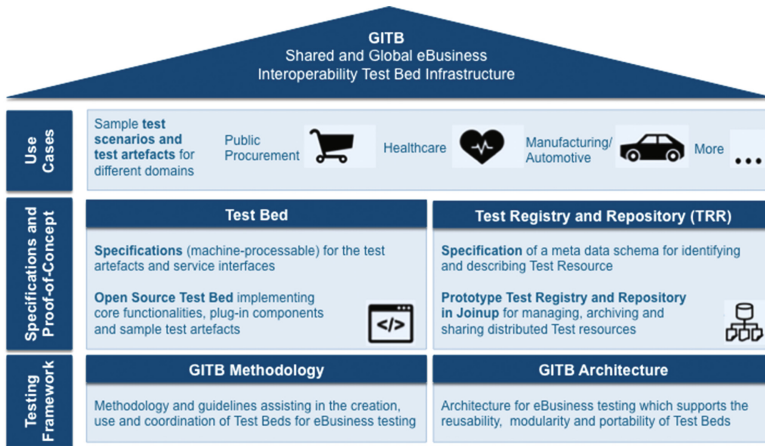 GITB
Shared and Global eBusiness
Interoperability Test Bed Infrastructure
Use
Cases
Sample test
scenarios and
test artefacts for
different domains
Public
Procurement
Healthcare
Manufacturing/
Automotive
More
...
Specifications and
Proof-of-Concept
Test Bed
Specifications (machine-processable) for the test
artefacts and service interfaces
Open Source Test Bed implementing
core functionalities, plug-in components
and sample test artefacts
</>
Test Registry and Repository (TRR)
Specification of a meta data schema for identifying
and describing Test Resource
Prototype Test Registry and Repository
in Joinup for managing, archiving and
sharing distributed Test resources
Testing
Framework
GITB Methodology
Methodology and guidelines assisting in the creation,
use and coordination of Test Beds for eBusiness testing
GITB Architecture
Architecture for eBusiness testing which supports the
reusability, modularity and portability of Test Beds